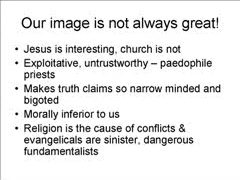 Our image is not always great!
• Jesus is interesting, church is not
• Exploitative, untrustworthy – paedophile
priests
• Makes truth claims so narrow minded and
bigoted
• Morally inferior to us
• Religion is the cause of conflicts &
evangelicals are sinister, dangerous
fundamentalists